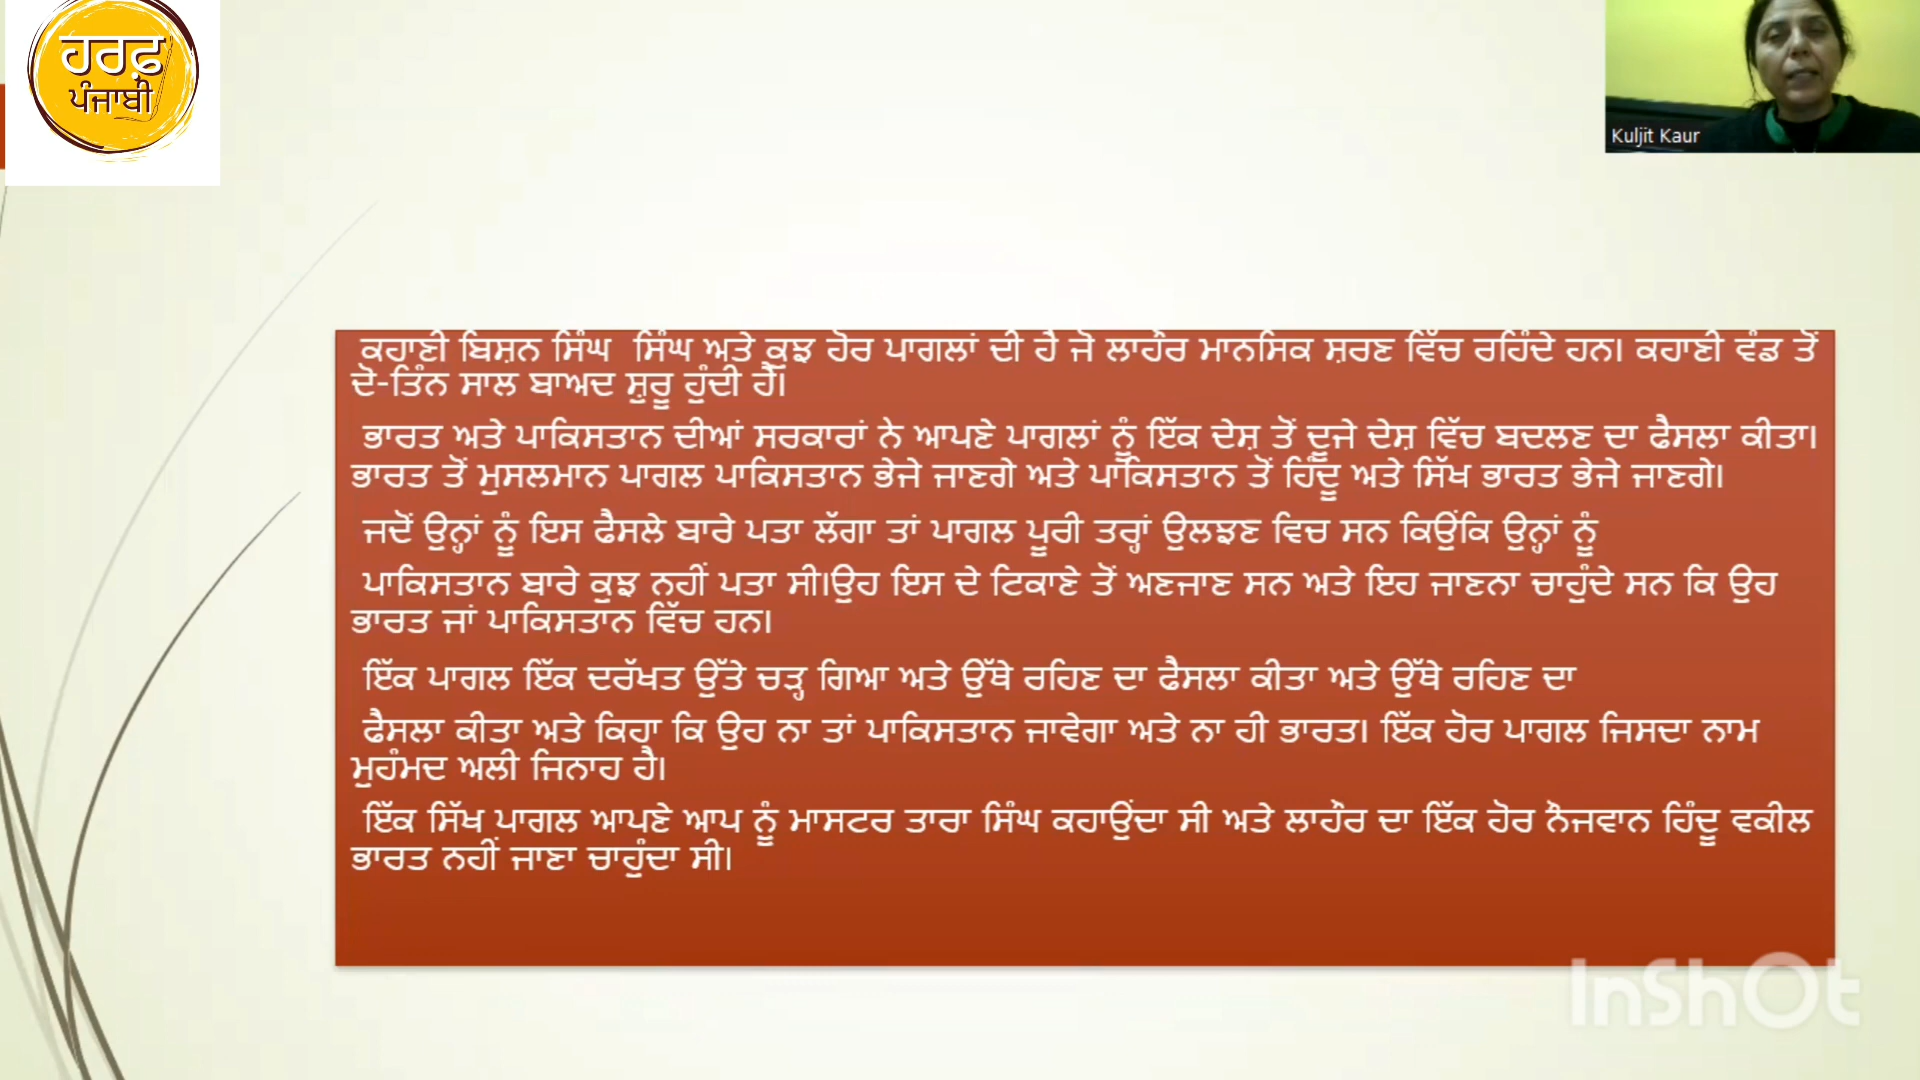 ਹਰਫ਼
ਪੰਜਾਬੀ
Kuljit Kaur
ਕਹਾਣੀ ਬਿਸ਼ਨ ਸਿੰਘ  ਸਿੰਘ ਅਤੇ ਕੁਝ ਹੋਰ ਪਾਗਲਾਂ ਦੀ ਹੈ ਜੋ ਲਾਹੌਰ ਮਾਨਸਿਕ ਸ਼ਰਣ ਵਿੱਚ ਰਹਿੰਦੇ ਹਨ। ਕਹਾਣੀ ਵੰਡ ਤੋਂ
ਦੋ-ਤਿੰਨ ਸਾਲ ਬਾਅਦ ਸ਼ੁਰੂ ਹੁੰਦੀ ਹੈ।
ਭਾਰਤ ਅਤੇ ਪਾਕਿਸਤਾਨ ਦੀਆਂ ਸਰਕਾਰਾਂ ਨੇ ਆਪਣੇ ਪਾਗਲਾਂ ਨੂੰ ਇੱਕ ਦੇਸ਼ ਤੋਂ ਦੂਜੇ ਦੇਸ਼ ਵਿੱਚ ਬਦਲਣ ਦਾ ਫੈਸਲਾ ਕੀਤਾ।
ਭਾਰਤ ਤੋਂ ਮੁਸਲਮਾਨ ਪਾਗਲ ਪਾਕਿਸਤਾਨ ਭੇਜੇ ਜਾਣਗੇ ਅਤੇ ਪਾਕਿਸਤਾਨ ਤੋਂ ਹਿੰਦੂ ਅਤੇ ਸਿੱਖ ਭਾਰਤ ਭੇਜੇ ਜਾਣਗੇ।
ਜਦੋਂ ਉਨ੍ਹਾਂ ਨੂੰ ਇਸ ਫੈਸਲੇ ਬਾਰੇ ਪਤਾ ਲੱਗਾ ਤਾਂ ਪਾਗਲ ਪੂਰੀ ਤਰ੍ਹਾਂ ਉਲਝਣ ਵਿਚ ਸਨ ਕਿਉਂਕਿ ਉਨ੍ਹਾਂ ਨੂੰ
ਪਾਕਿਸਤਾਨ ਬਾਰੇ ਕੁਝ ਨਹੀਂ ਪਤਾ ਸੀ।ਉਹ ਇਸ ਦੇ ਟਿਕਾਣੇ ਤੋਂ ਅਣਜਾਣ ਸਨ ਅਤੇ ਇਹ ਜਾਣਨਾ ਚਾਹੁੰਦੇ ਸਨ ਕਿ ਉਹ
ਭਾਰਤ ਜਾਂ ਪਾਕਿਸਤਾਨ ਵਿੱਚ ਹਨ।
ਇੱਕ ਪਾਗਲ ਇੱਕ ਦਰੱਖਤ ਉੱਤੇ ਚੜ੍ਹ ਗਿਆ ਅਤੇ ਉੱਥੇ ਰਹਿਣ ਦਾ ਫੈਸਲਾ ਕੀਤਾ ਅਤੇ ਉੱਥੇ ਰਹਿਣ ਦਾ
ਫੈਸਲਾ ਕੀਤਾ ਅਤੇ ਕਿਹਾ ਕਿ ਉਹ ਨਾ ਤਾਂ ਪਾਕਿਸਤਾਨ ਜਾਵੇਗਾ ਅਤੇ ਨਾ ਹੀ ਭਾਰਤ। ਇੱਕ ਹੋਰ ਪਾਗਲ ਜਿਸਦਾ ਨਾਮ
ਮੁਹੰਮਦ ਅਲੀ ਜਿਨਾਹ ਹੈ।
ਇੱਕ ਸਿੱਖ ਪਾਗਲ ਆਪਣੇ ਆਪ ਨੂੰ ਮਾਸਟਰ ਤਾਰਾ ਸਿੰਘ ਕਹਾਉਂਦਾ ਸੀ ਅਤੇ ਲਾਹੌਰ ਦਾ ਇੱਕ ਹੋਰ ਨੌਜਵਾਨ ਹਿੰਦੂ ਵਕੀਲ
ਭਾਰਤ ਨਹੀਂ ਜਾਣਾ ਚਾਹੁੰਦਾ ਸੀ।
InShOt